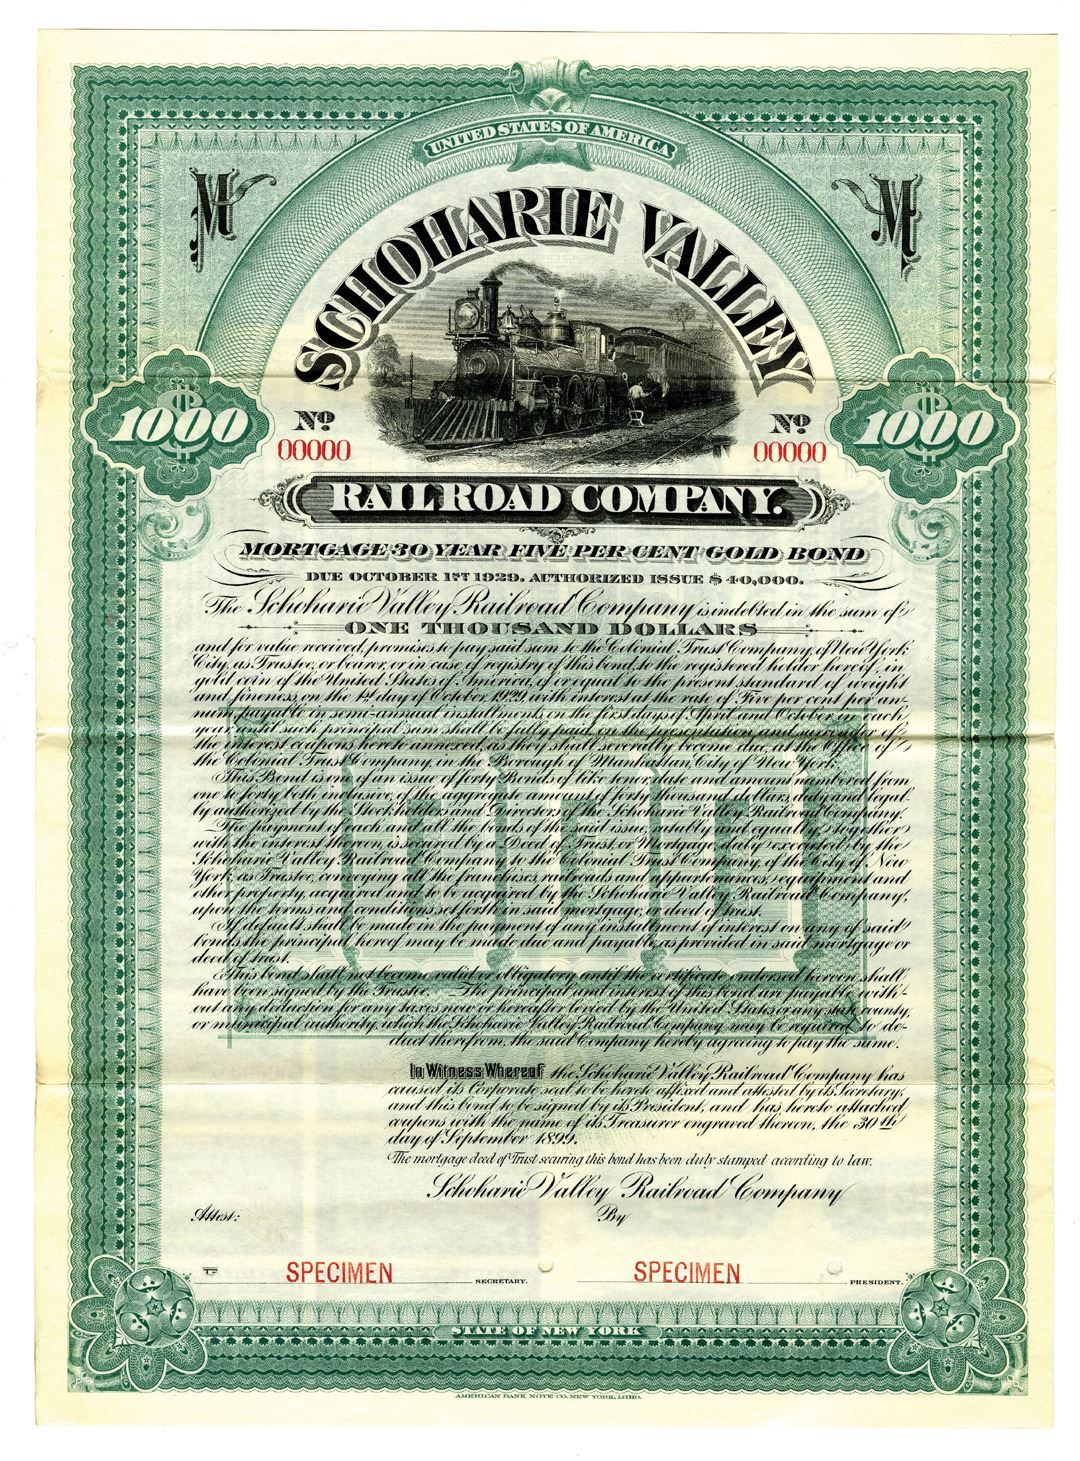 UNITED STATES OF AMERICA
M M
SCHOHARIE VALLEY
$1000 $1000
No. No.
00000 00000
RAILROAD COMPANY.
MORTGAGE 30 YEAR FIVE PER CENT GOLD BOND
DUE OCTOBER 1ST 1929. AUTHORIZED ISSUE $40,000.
The Schoharie Valley Railroad Company is indebted in the sum of
ONE THOUSAND DOLLARS
and for value received, promises to pay said sum to the Colonial Trust Company, of New York
City, as Trustee, or bearer, or in case of registry of this bond, to the registered holder hereof, in
gold coin of the United States of America, of or equal to the present standard of weight
and fineness, on the 1st day of October, 1929, with interest at the rate of Five per cent per an-
num, payable in semi-annual installments, on the first days of April and October in each
year, until such principal sum shall be fully paid on the presentation and surrender of
the interest coupons hereto annexed, as they shall severally become due, at the Office of
the Colonial Trust Company, in the Borough of Manhattan, City of New York.
This Bond is one of an issue of forty Bonds of like tenor, date and amount numbered from
one to forty both inclusive, of the aggregate amount of forty thousand dollars, duly and legal-
ly authorized by the Stockholders and Directors of the Schoharie Valley Railroad Company.
The payment of each and all the bonds of the said issue, ratably and equally, together
with the interest thereon, is secured by a Deed of Trust, or Mortgage, duly executed by the
Schoharie Valley Railroad Company to the Colonial Trust Company, of the City of New
York, as Trustee, conveying all the franchises, railroads and appurtenances, equipment and
other property, acquired and to be acquired by the Schoharie Valley Railroad Company,
upon the terms and conditions set forth in said mortgage, or deed of trust.
If default shall be made in the payment of any installment of interest on any of said
bonds the principal hereof may be made due and payable, as provided in said mortgage or
deed of trust.
This bond shall not become valid or obligatory until the certificate endorsed hereon shall
have been signed by the Trustee. The principal and interest of this bond are payable with-
out any deduction for any taxes now or hereafter levied by the United States or any state, county,
or municipal authority, which the Schoharie Valley Railroad Company may be required to de-
duct therefrom, the said Company hereby agreeing to pay the same.
In Witness Whereof the Schoharie Valley Railroad Company has
caused its Corporate seal to be hereto affixed and attested by its Secretary,
and this bond to be signed by its President, and has hereto attached
coupons with the name of its Treasurer engraved thereon, the 30th
day of September 1899.
The mortgage deed of Trust securing this bond has been duly stamped according to law.
Schoharie Valley Railroad Company
Attest: By
SPECIMEN SECRETARY. SPECIMEN PRESIDENT.
STATE OF NEW YORK
AMERICAN BANK NOTE CO. NEW YORK, LITHO.